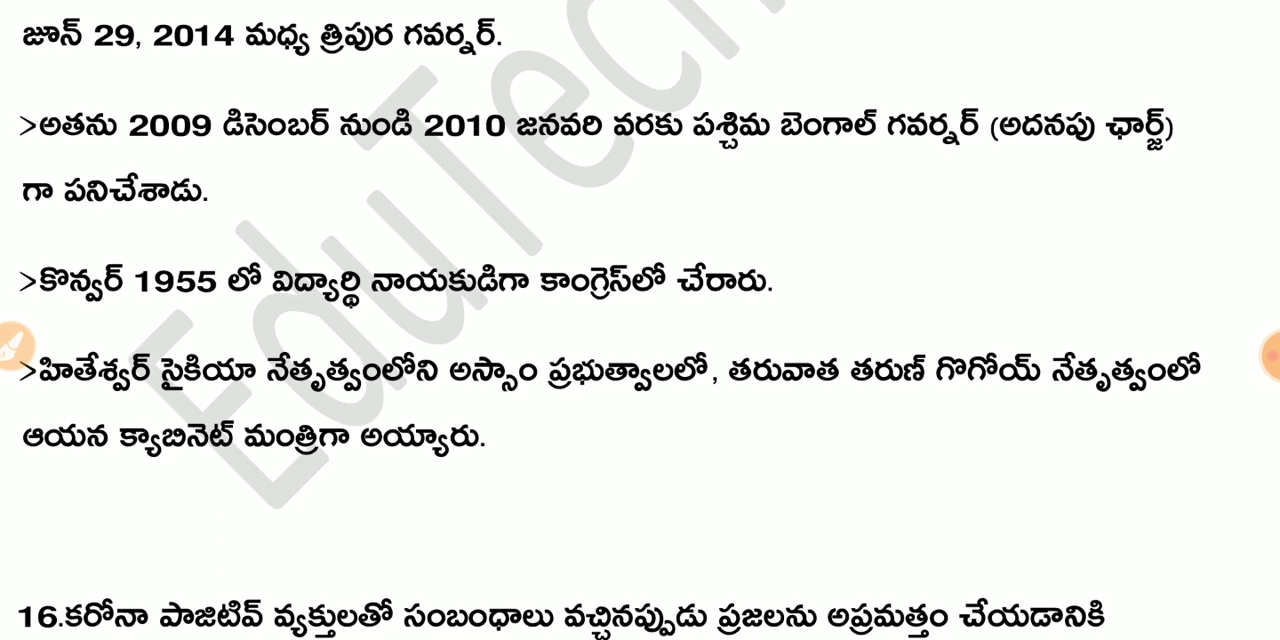 జూన్ 29, 2014 మధ్య త్రిపుర గవర్నర్.
>అతను 2009 డిసెంబర్ నుండి 2010 జనవరి వరకు పశ్చిమ బెంగాల్ గవర్నర్ (అదనపు ఛార్జ్)
గా పనిచేశాడు.
>కొన్వర్ 1955 లో విద్యార్థి నాయకుడిగా కాంగ్రెస్‌లో చేరారు.
>హితేశ్వర్ సైకియా నేతృత్వంలోని అస్సాం ప్రభుత్వాలలో, తరువాత తరుణ్ గొగోయ్ నేతృత్వంలో
ఆయన క్యాబినెట్ మంత్రిగా అయ్యారు.
16.కరోనా పాజిటివ్ వ్యక్తులతో సంబంధాలు వచ్చినప్పుడు ప్రజలను అప్రమత్తం చేయడానికి
EduTech